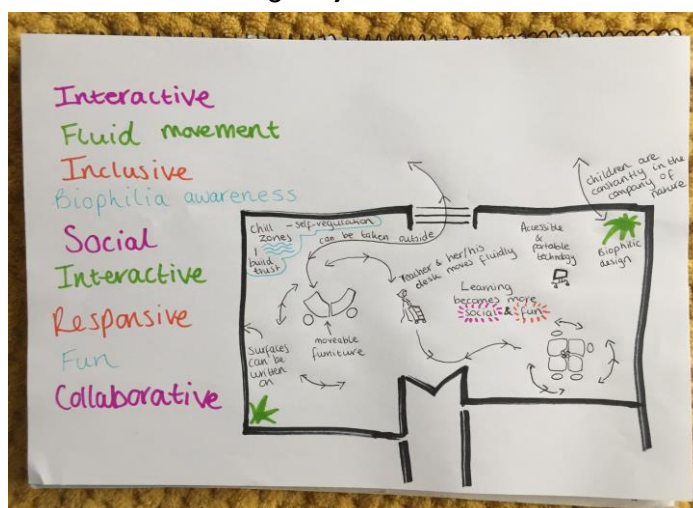 Interactive
Fluid movement
Inclusive
Biophilia awareness
Social
Interactive
Responsive
Fun
Collaborative
children are
constantly in the
company of
nature
chill
zones
- self-regulation
can be taken outside
build
trust
Teacher & her/his
desk moves fluidly
Accessible
&
portable
technology
Biophilic
design
Learning
becomes more
social & fun
moveable
furniture
Surfaces
can be
written
on